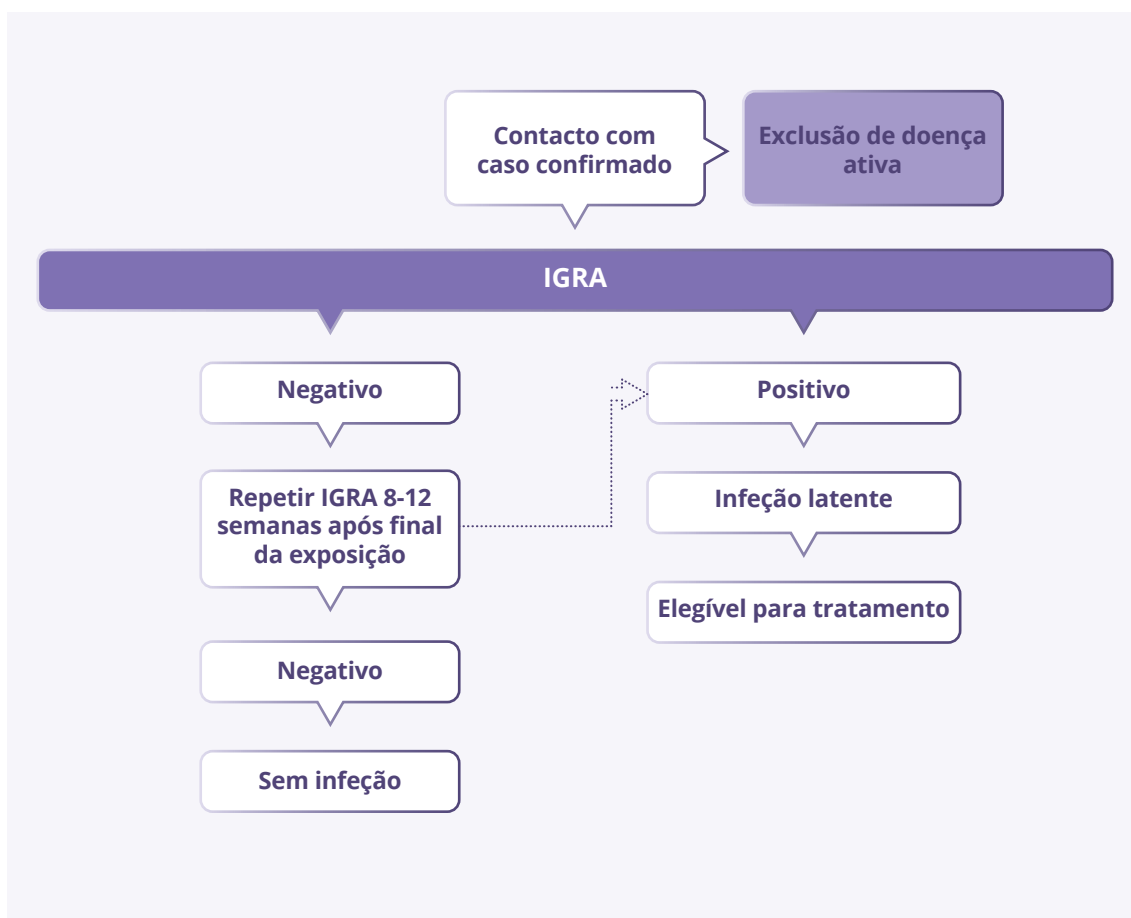 Contacto com
caso confirmado
Exclusão de doença
ativa
IGRA
Negativo
Positivo
Repetir IGRA 8-12
semanas após final
da exposição
Infeção latente
Elegível para tratamento
Negativo
Sem infeção